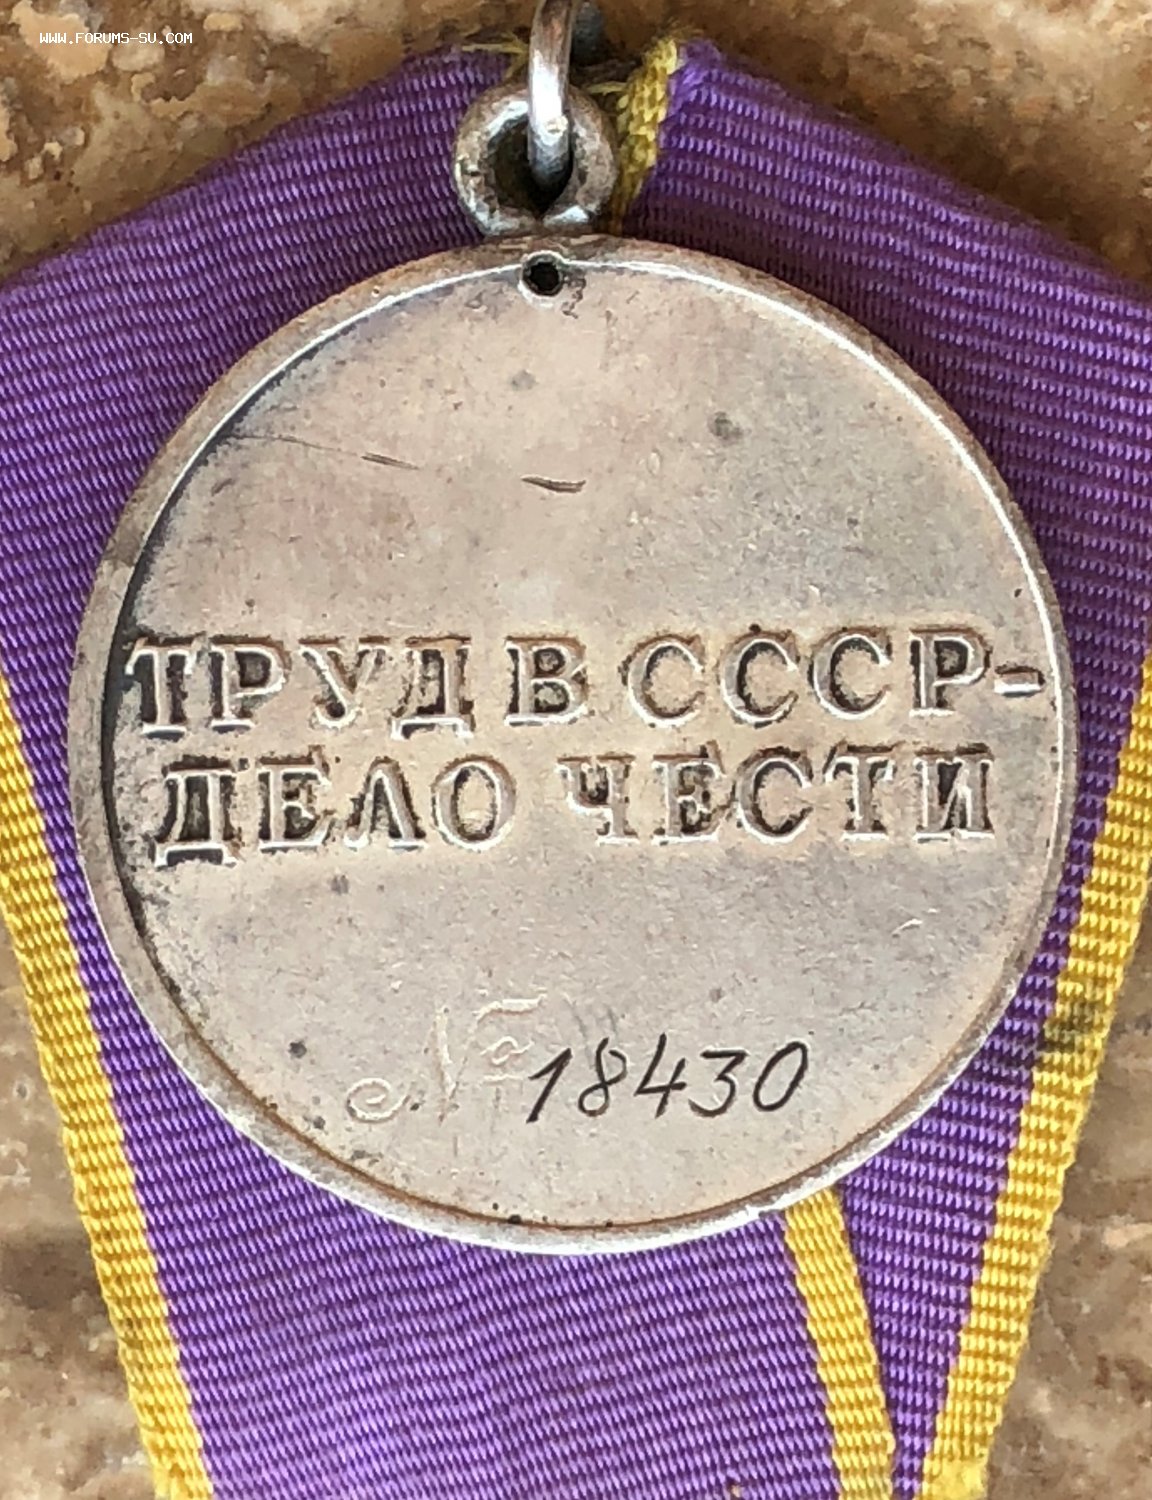 WWW.FORUMS-SU.COM
ТРУД В СССР-
ДЕЛО ЧЕСТИ
№ 18430